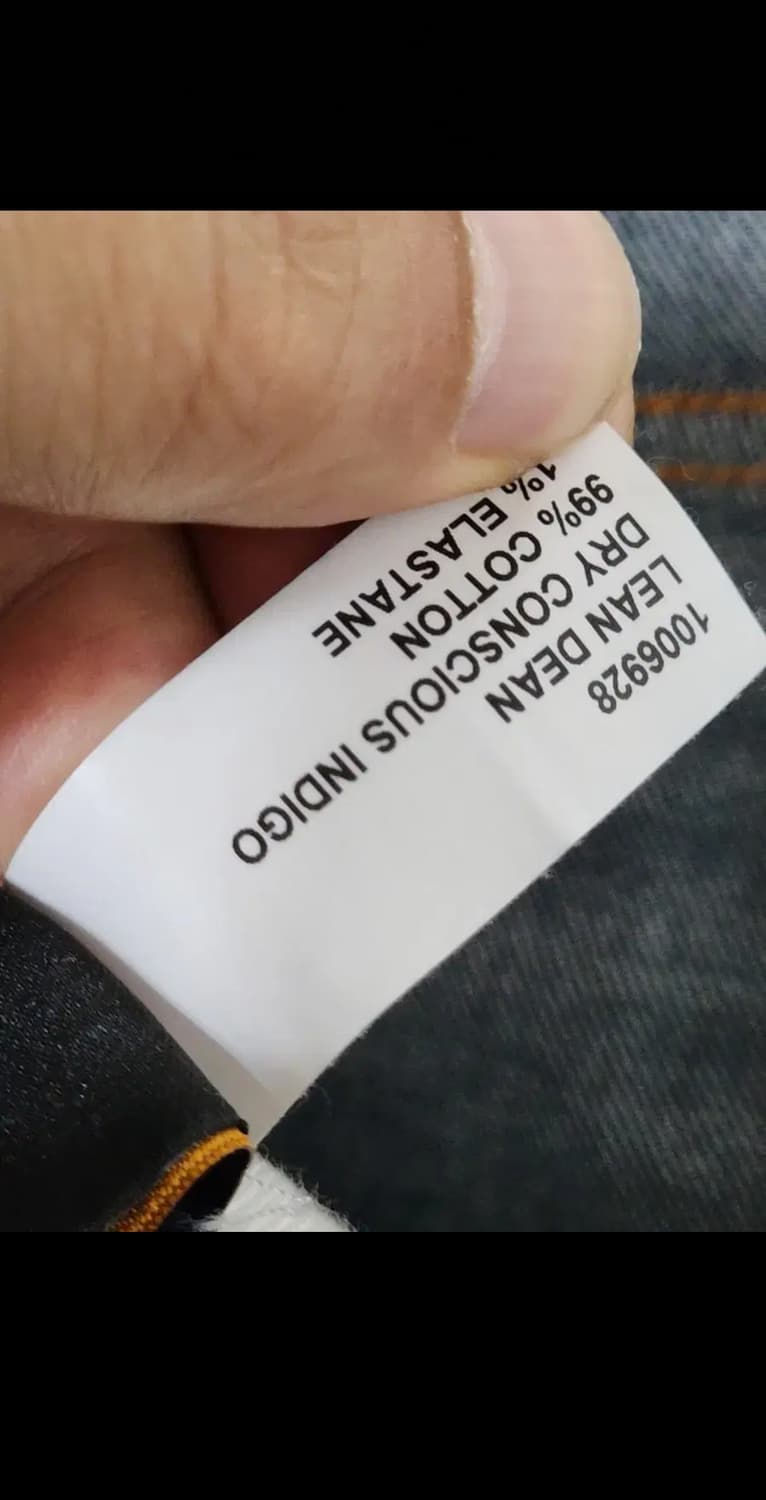 1006928
LEAN DEAN
DRY CONSCIOUS INDIGO
99% COTTON
1% ELASTANE